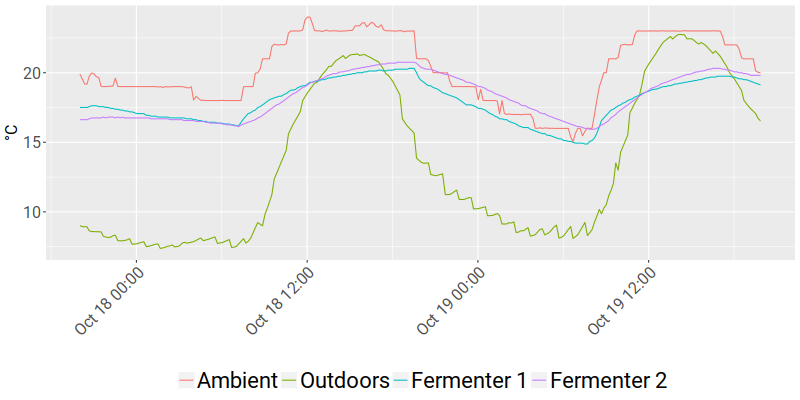 °C
20
15
10
Oct 18 00:00
Oct 18 12:00
Oct 19 00:00
Oct 19 12:00
Ambient Outdoors Fermenter 1 Fermenter 2